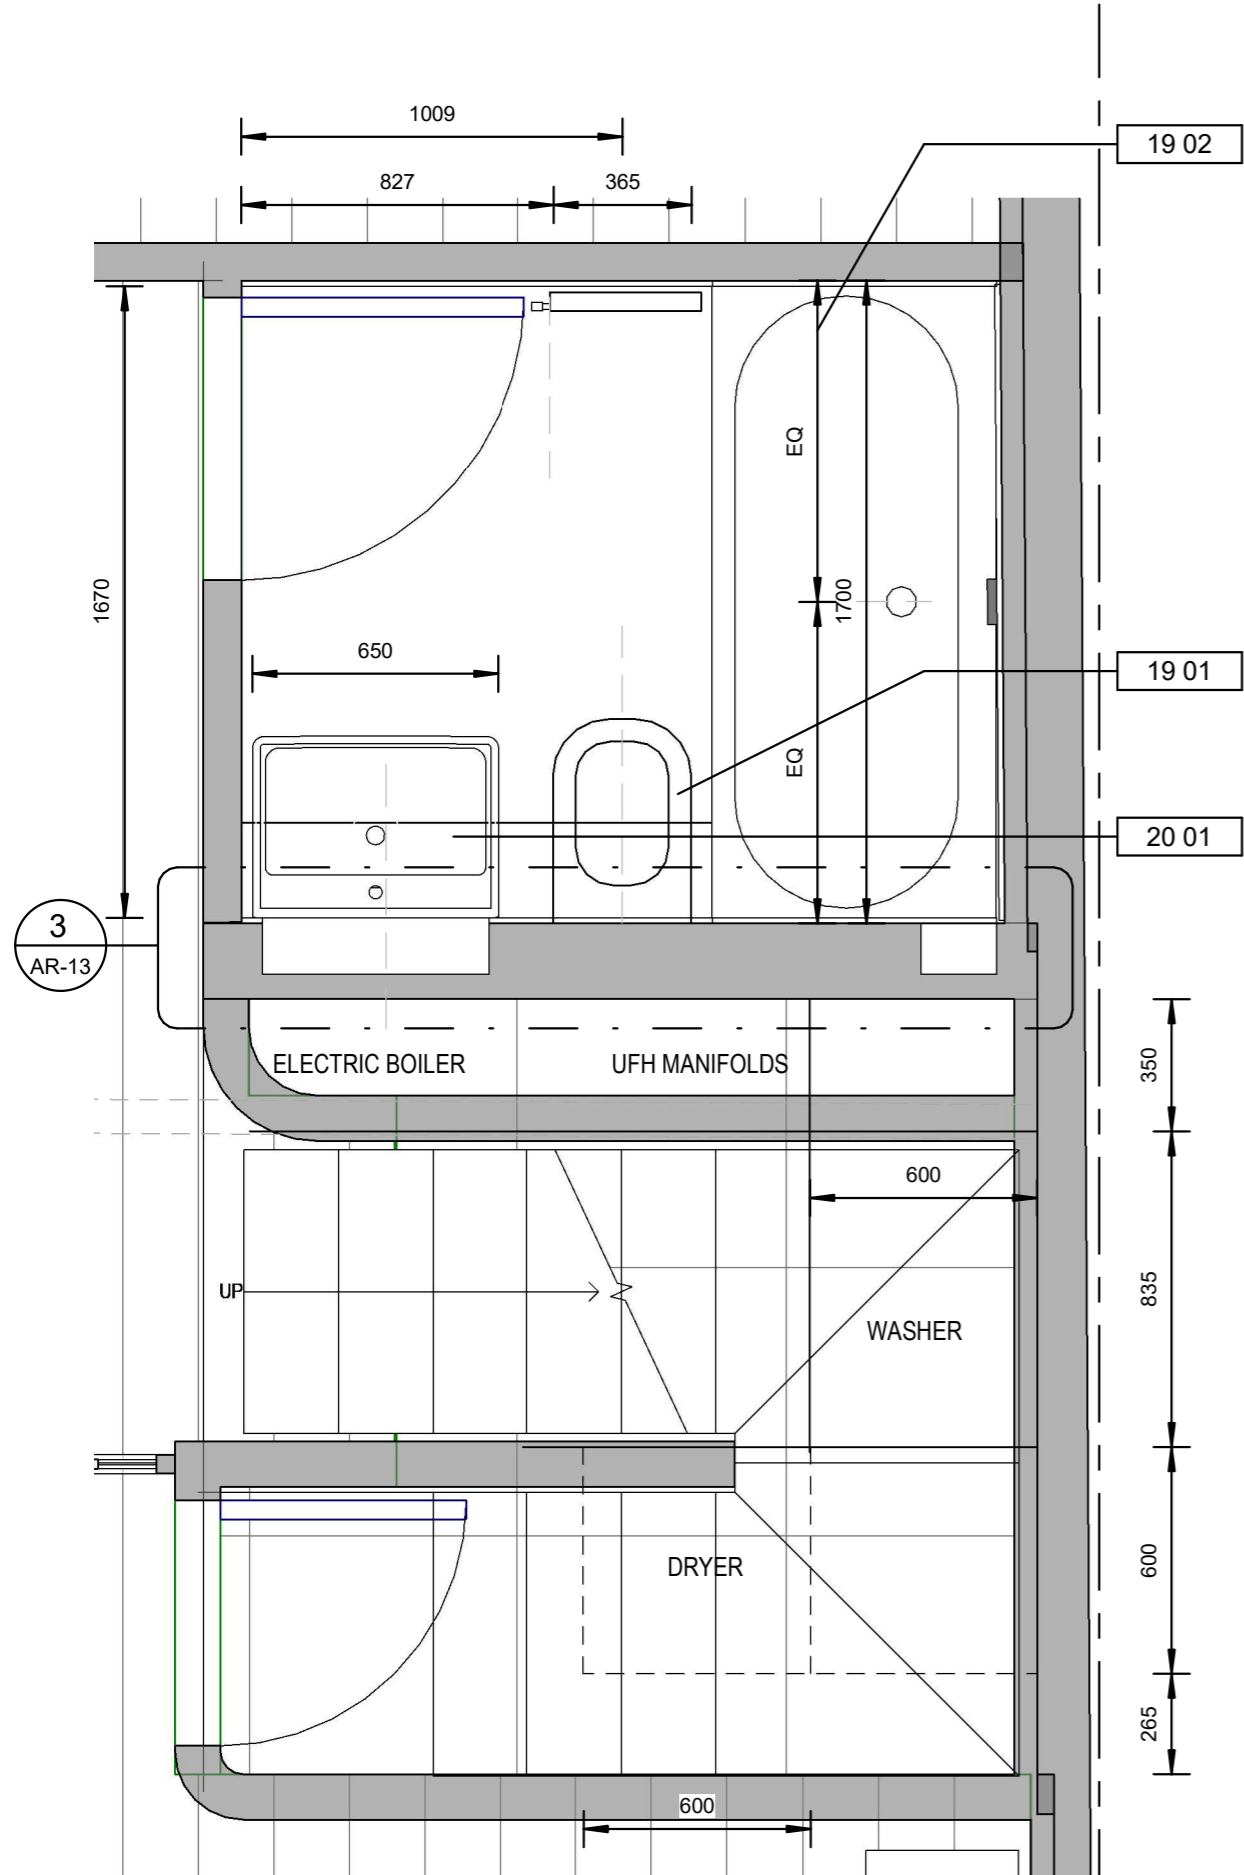 1009
19 02
827
365
EQ
1670
1700
650
19 01
EQ
20 01
3
AR-13
ELECTRIC BOILER
UFH MANIFOLDS
350
600
UP
835
WASHER
DRYER
600
265
600